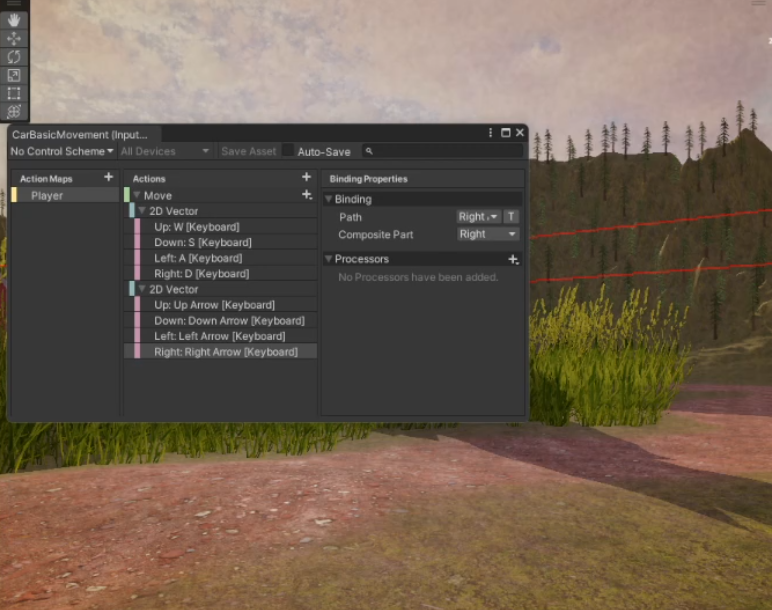 CarBasicMovement (Input...
No Control Scheme All Devices Save Asset Auto-Save
Action Maps
Player
Actions
Move
2D Vector
Up: W [Keyboard]
Down: S [Keyboard]
Left: A [Keyboard]
Right: D [Keyboard]
2D Vector
Up: Up Arrow [Keyboard]
Down: Down Arrow [Keyboard]
Left: Left Arrow [Keyboard]
Right: Right Arrow [Keyboard]
Binding Properties
Binding
Path Right T
Composite Part Right
Processors
No Processors have been added.